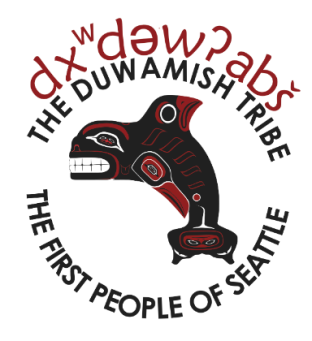 dxʷdəwʔabš
THE DUWAMISH TRIBE
THE FIRST PEOPLE OF SEATTLE